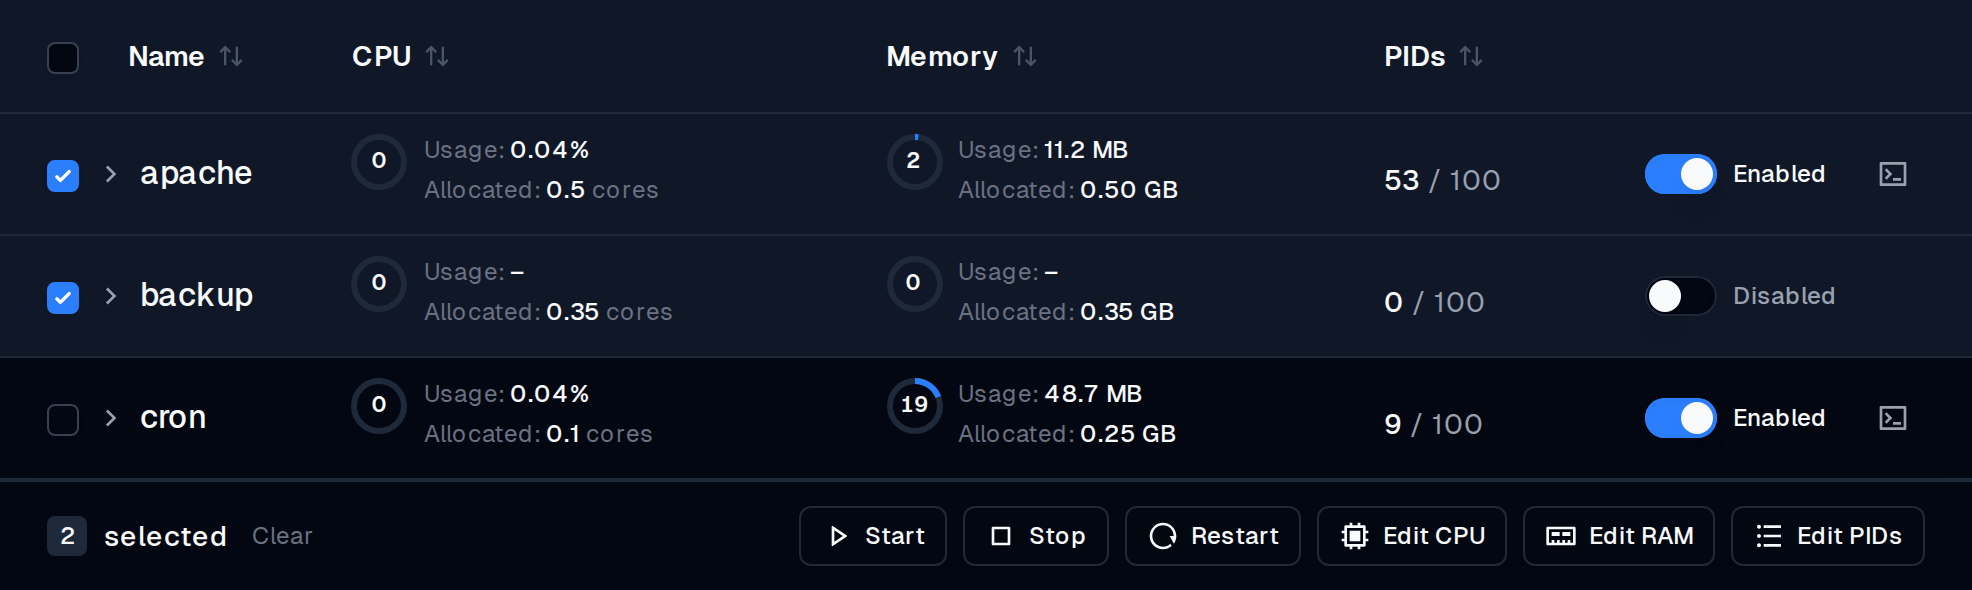 Name CPU Memory PIDs
apache 0 Usage: 0.04% Allocated: 0.5 cores 2 Usage: 11.2 MB Allocated: 0.50 GB 53 / 100 Enabled
backup 0 Usage: – Allocated: 0.35 cores 0 Usage: – Allocated: 0.35 GB 0 / 100 Disabled
cron 0 Usage: 0.04% Allocated: 0.1 cores 19 Usage: 48.7 MB Allocated: 0.25 GB 9 / 100 Enabled
2 selected Clear Start Stop Restart Edit CPU Edit RAM Edit PIDs